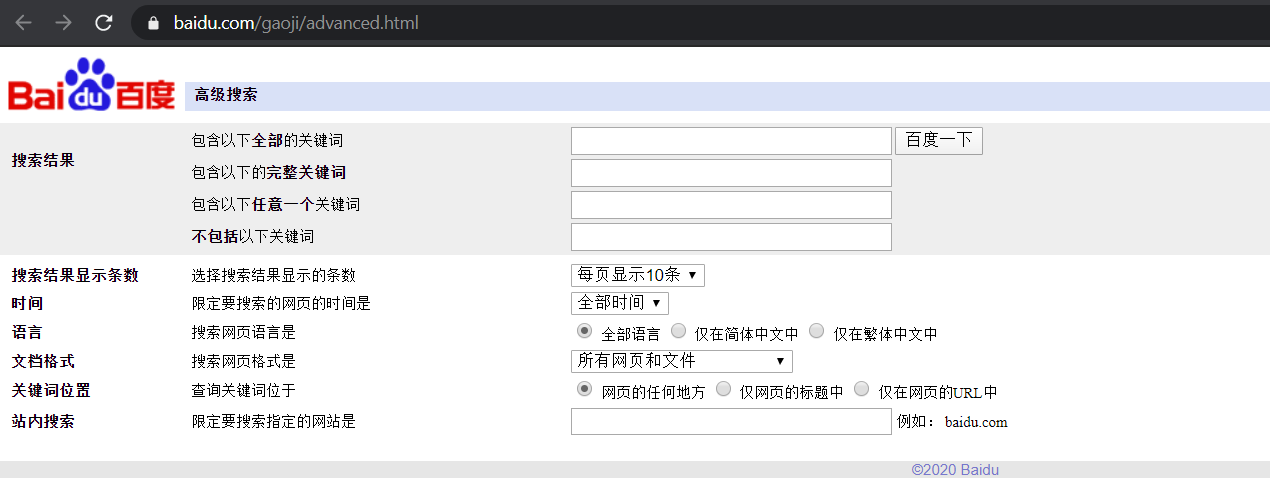 baidu.com/gaoji/advanced.html
Bai du 百度
高级搜索
搜索结果
包含以下全部的关键词
百度一下
包含以下的完整关键词
包含以下任意一个关键词
不包括以下关键词
搜索结果显示条数 选择搜索结果显示的条数 每页显示10条
时间 限定要搜索的网页的时间是 全部时间
语言 搜索网页语言是 全部语言 仅在简体中文中 仅在繁体中文中
文档格式 搜索网页格式是 所有网页和文件
关键词位置 查询关键词位于 网页的任何地方 仅网页的标题中 仅在网页的URL中
站内搜索 限定要搜索指定的网站是 例如： baidu.com
©2020 Baidu